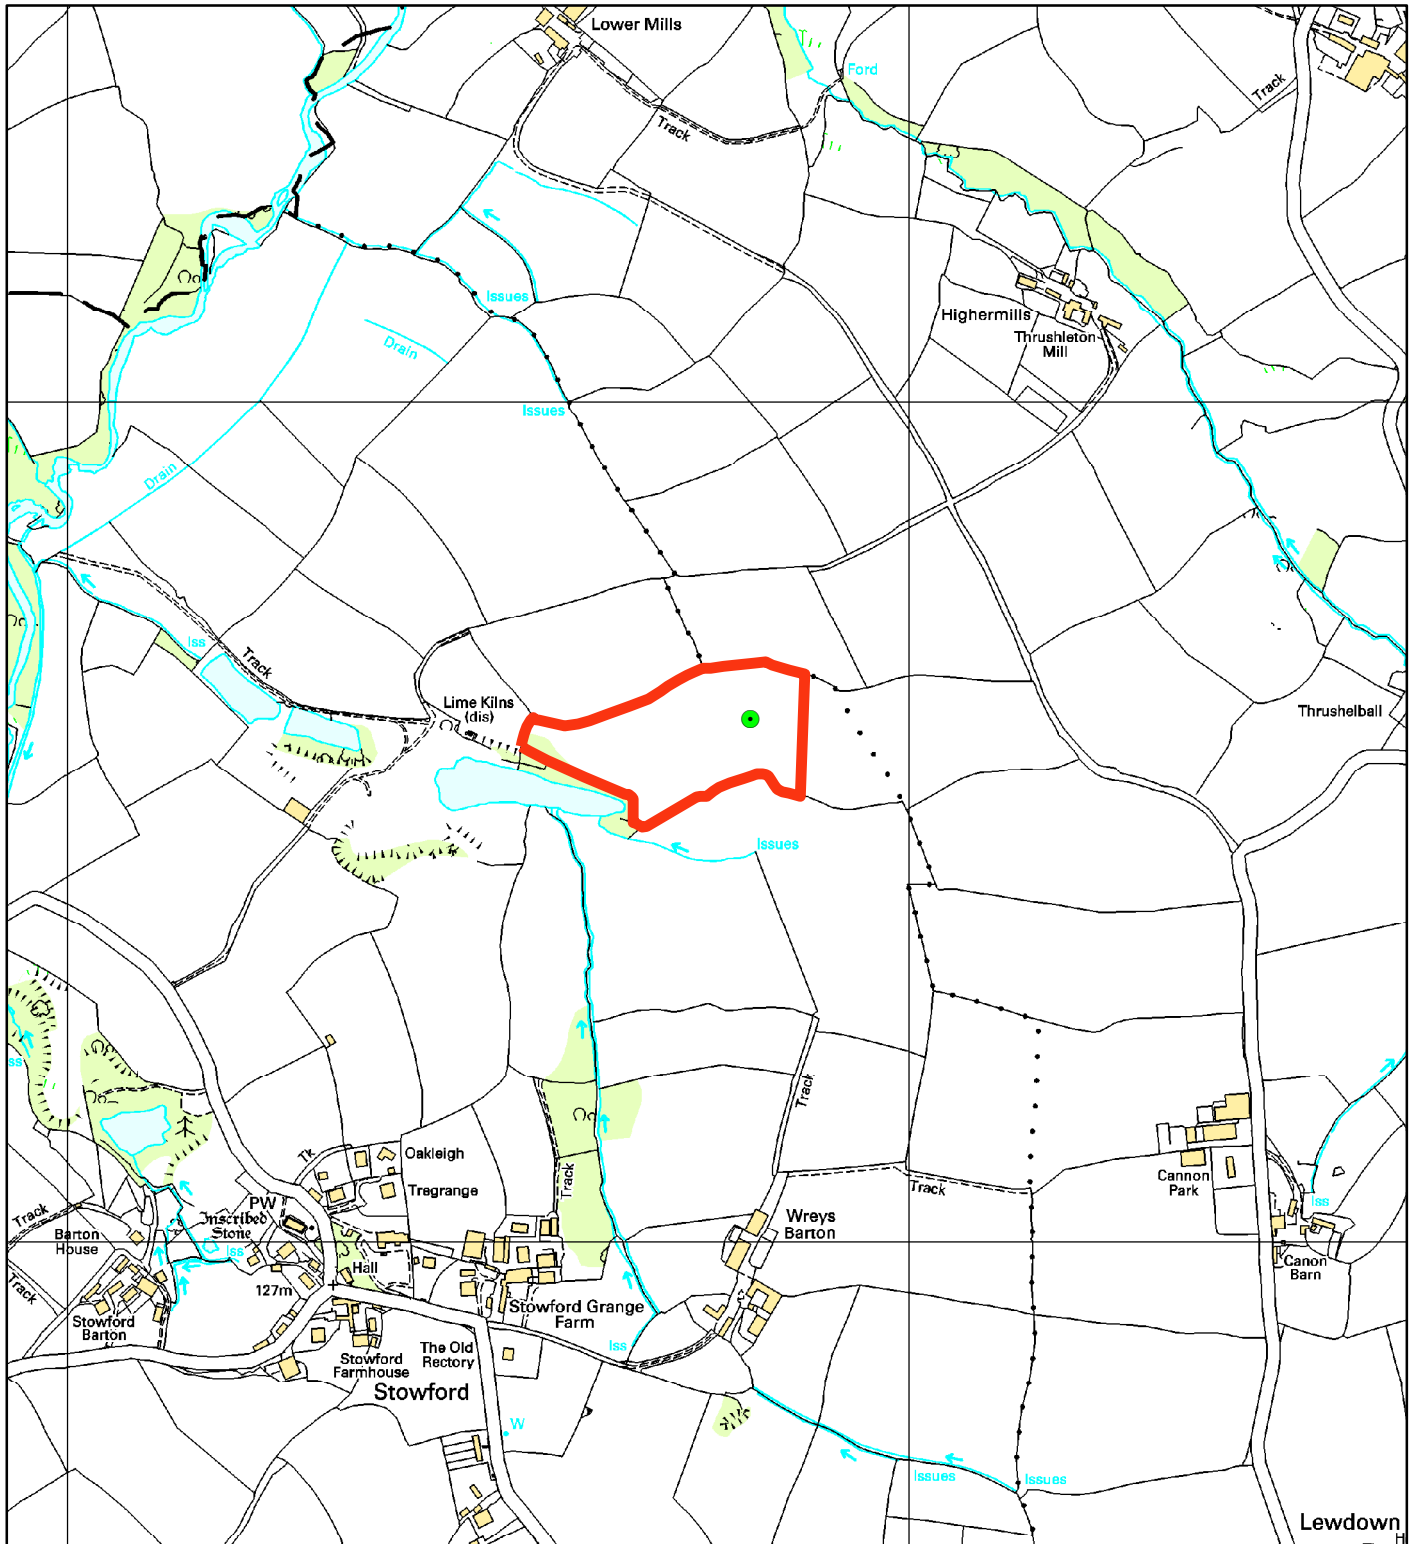 Lower Mills
Ford
Track
Track
Issues
Highermills
Thrushleton
Mill
Drain
Issues
Drain
Iss
Track
Lime Kilns
(dis)
Thrushelball
Issues
Iss
Track
Tk
Oakleigh
Tregrange
Track
Track
Cannon
Park
Iss
PW
Inscribed
Stone
Track
Barton
House
Iss
Wreys
Barton
Hall
127m
Canon
Barn
Track
Stowford
Barton
Stowford Grange
Farm
Iss
The Old
Rectory
Stowford
Farmhouse
Stowford
W
Issues
Issues
Lewdown
H